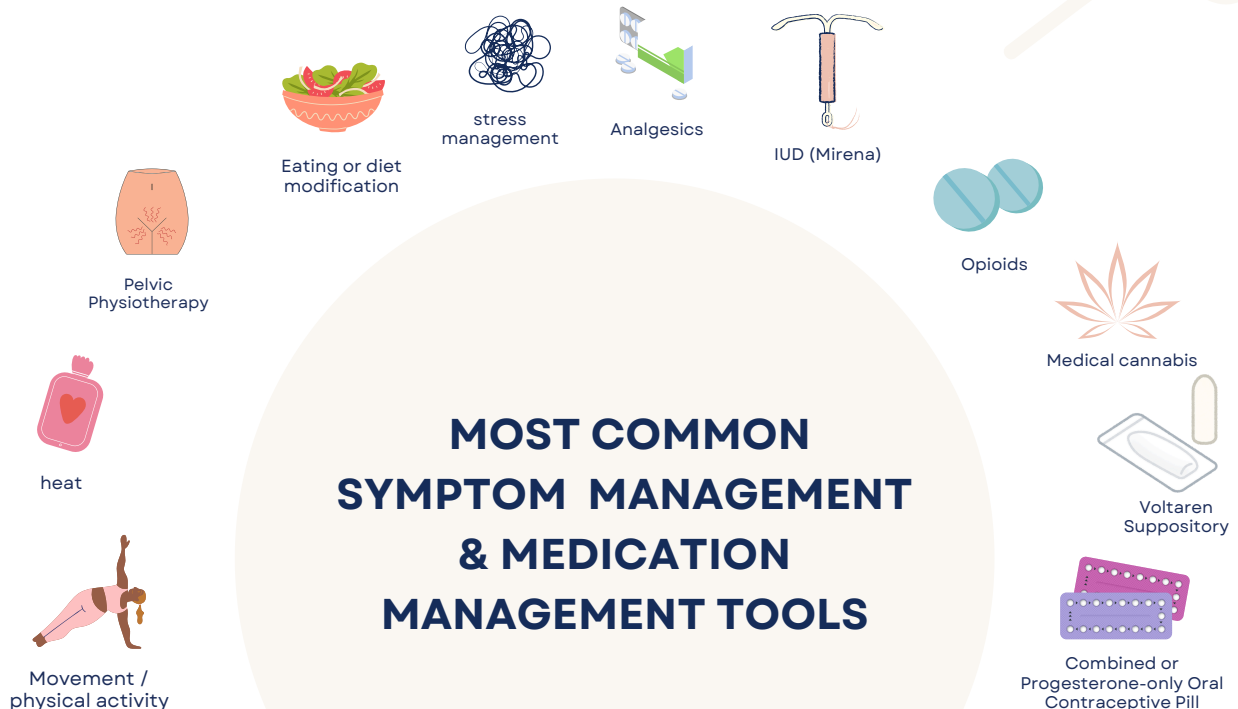 stress
management
Analgesics
IUD (Mirena)
Eating or diet
modification
Opioids
Pelvic
Physiotherapy
Medical cannabis
heat
Voltaren
Suppository
MOST COMMON
SYMPTOM MANAGEMENT
& MEDICATION
MANAGEMENT TOOLS
Movement /
physical activity
Combined or
Progesterone-only Oral
Contraceptive Pill